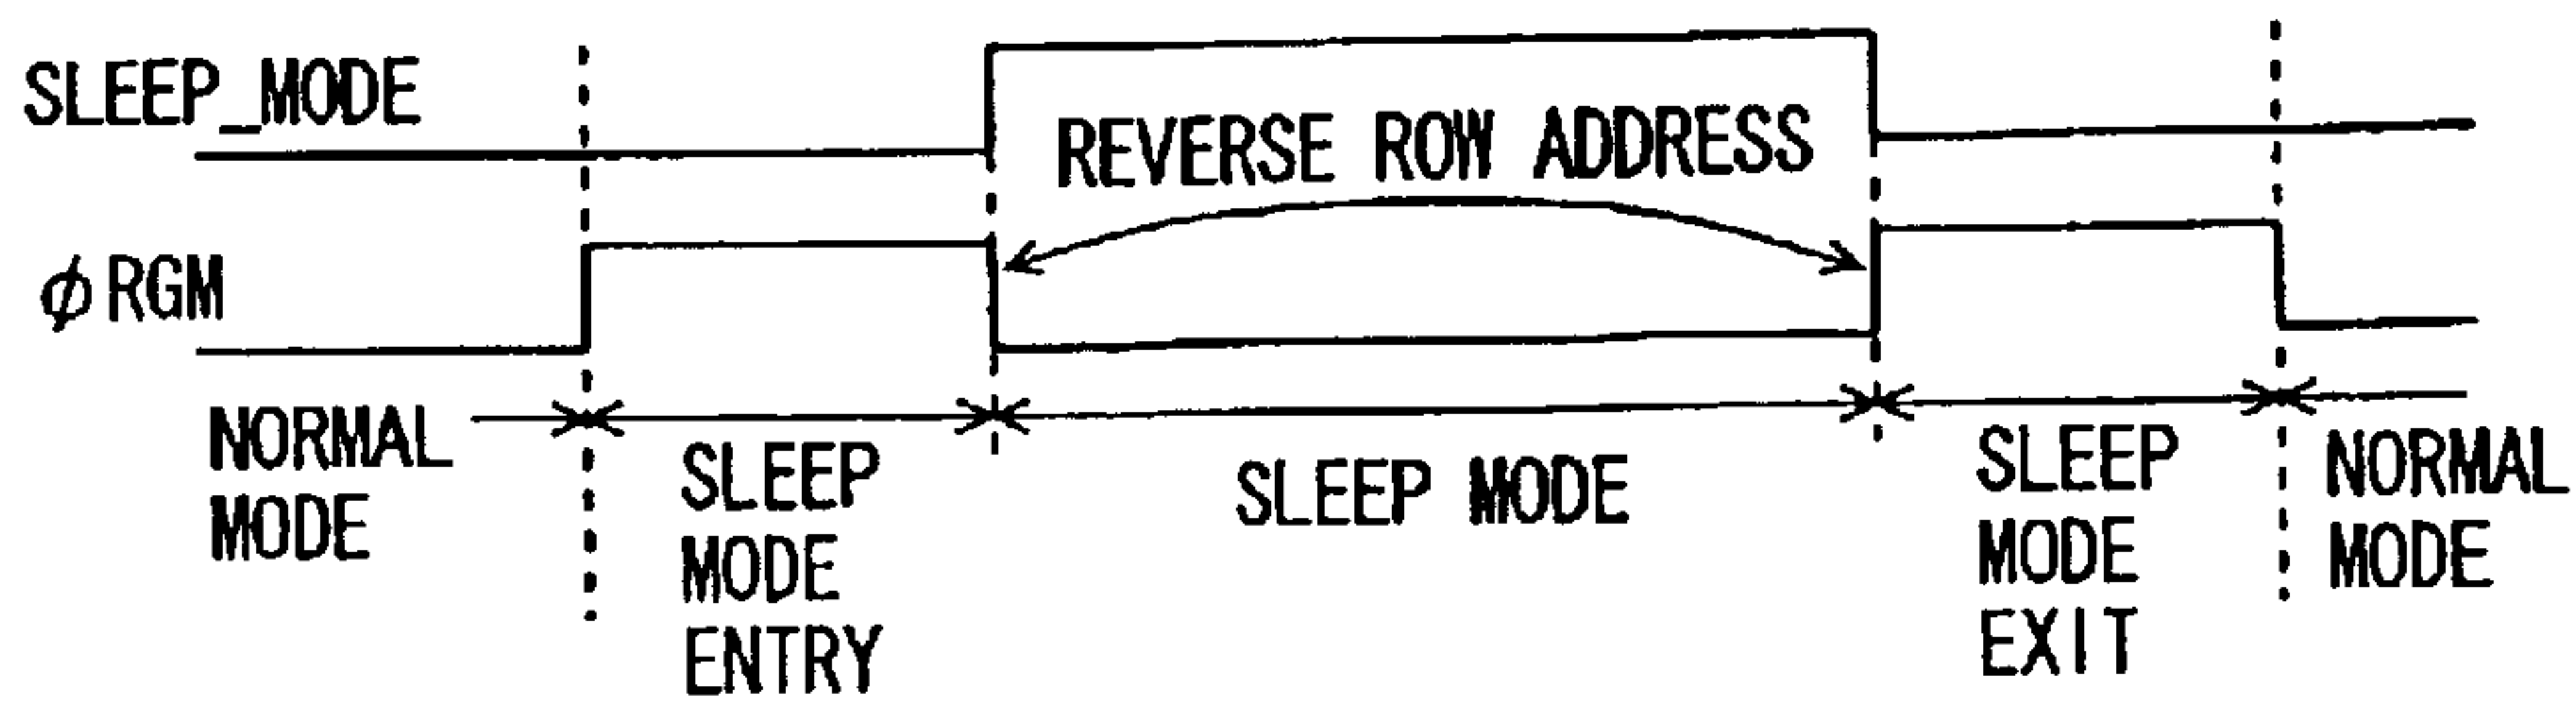 SLEEP_MODE
REVERSE ROW ADDRESS
φRGM
NORMAL
MODE
SLEEP
MODE
ENTRY
SLEEP MODE
SLEEP
MODE
EXIT
NORMAL
MODE